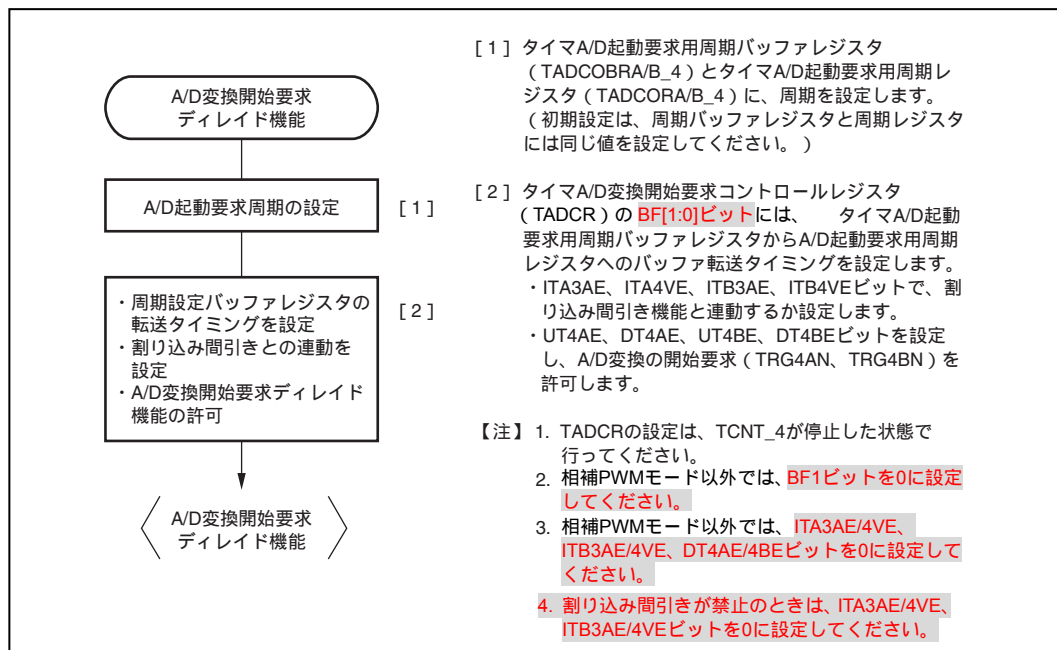 A/D変換開始要求
ディレイド機能
A/D起動要求周期の設定
[1]
・周期設定バッファレジスタの
転送タイミングを設定
・割り込み間引きとの連動を
設定
・A/D変換開始要求ディレイド
機能の許可
[2]
A/D変換開始要求
ディレイド機能
[1] タイマA/D起動要求用周期バッファレジスタ
(TADCOBRA/B_4)とタイマA/D起動要求用周期レ
ジスタ(TADCORA/B_4)に、周期を設定します。
(初期設定は、周期バッファレジスタと周期レジスタ
には同じ値を設定してください。)
[2] タイマA/D変換開始要求コントロールレジスタ
(TADCR)の BF[1:0]ビットには、 タイマA/D起動
要求用周期バッファレジスタからA/D起動要求用周期
レジスタへのバッファ転送タイミングを設定します。
・ITA3AE、ITA4VE、ITB3AE、ITB4VEビットで、割
り込み間引き機能と連動するか設定します。
・UT4AE、DT4AE、UT4BE、DT4BEビットを設定
し、A/D変換の開始要求(TRG4AN、TRG4BN)を
許可します。
【注】1. TADCRの設定は、TCNT_4が停止した状態で
行ってください。
2. 相補PWMモード以外では、BF1ビットを0に設定
してください。
3. 相補PWMモード以外では、ITA3AE/4VE、
ITB3AE/4VE、DT4AE/4BEビットを0に設定して
ください。
4. 割り込み間引きが禁止のときは、ITA3AE/4VE、
ITB3AE/4VEビットを0に設定してください。